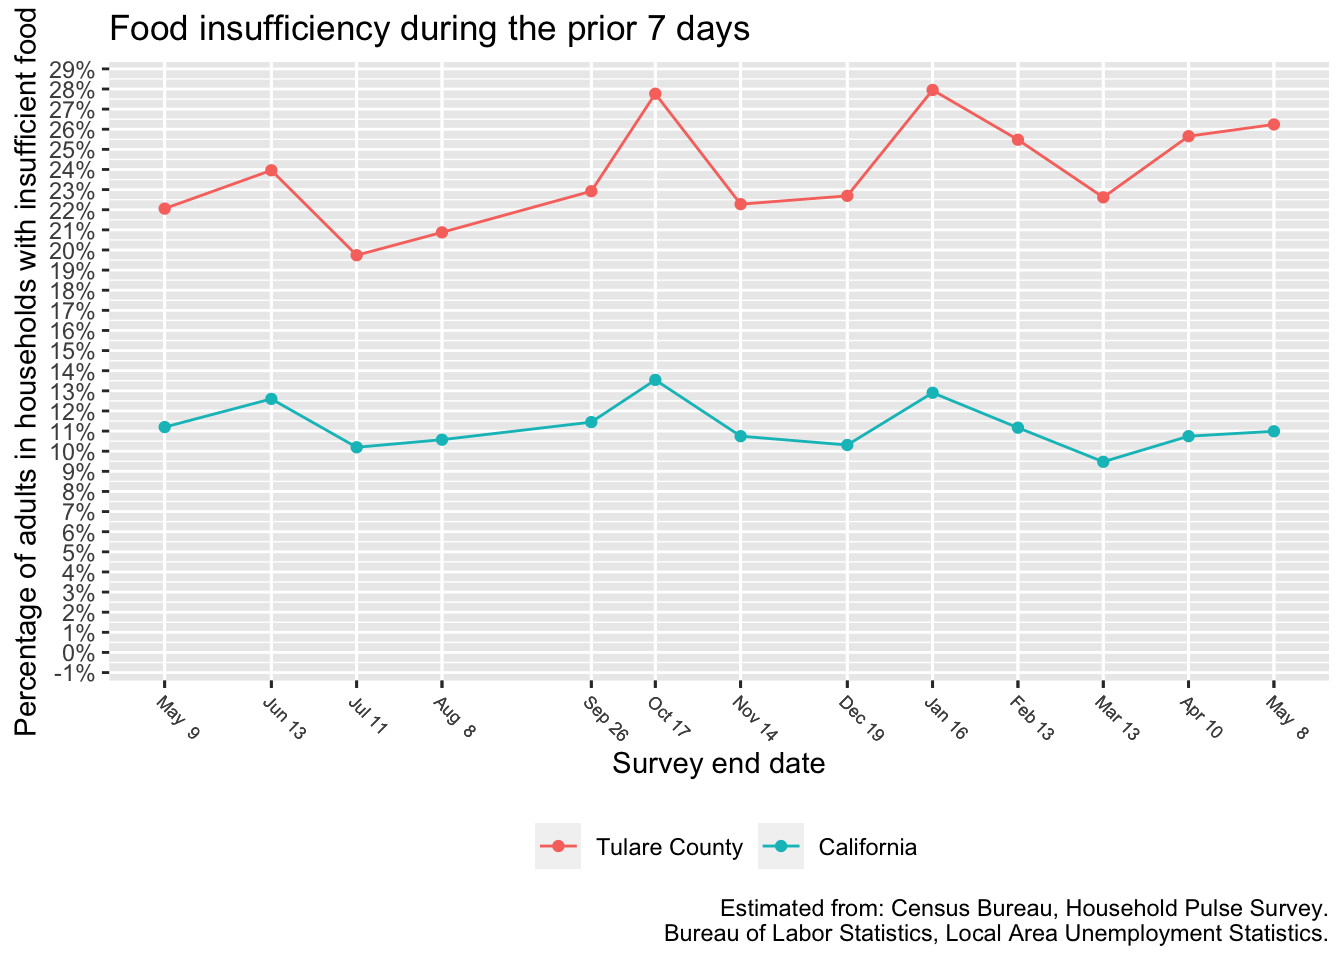 Food insufficiency during the prior 7 days
Percentage of adults in households with insufficient food
29%
28%
27%
26%
25%
24%
23%
22%
21%
20%
19%
18%
17%
16%
15%
14%
13%
12%
11%
10%
9%
8%
7%
6%
5%
4%
3%
2%
1%
0%
-1%
May 9
Jun 13
Jul 11
Aug 8
Sep 26
Oct 17
Nov 14
Dec 19
Jan 16
Feb 13
Mar 13
Apr 10
May 8
Survey end date
Tulare County
California
Estimated from: Census Bureau, Household Pulse Survey.
Bureau of Labor Statistics, Local Area Unemployment Statistics.